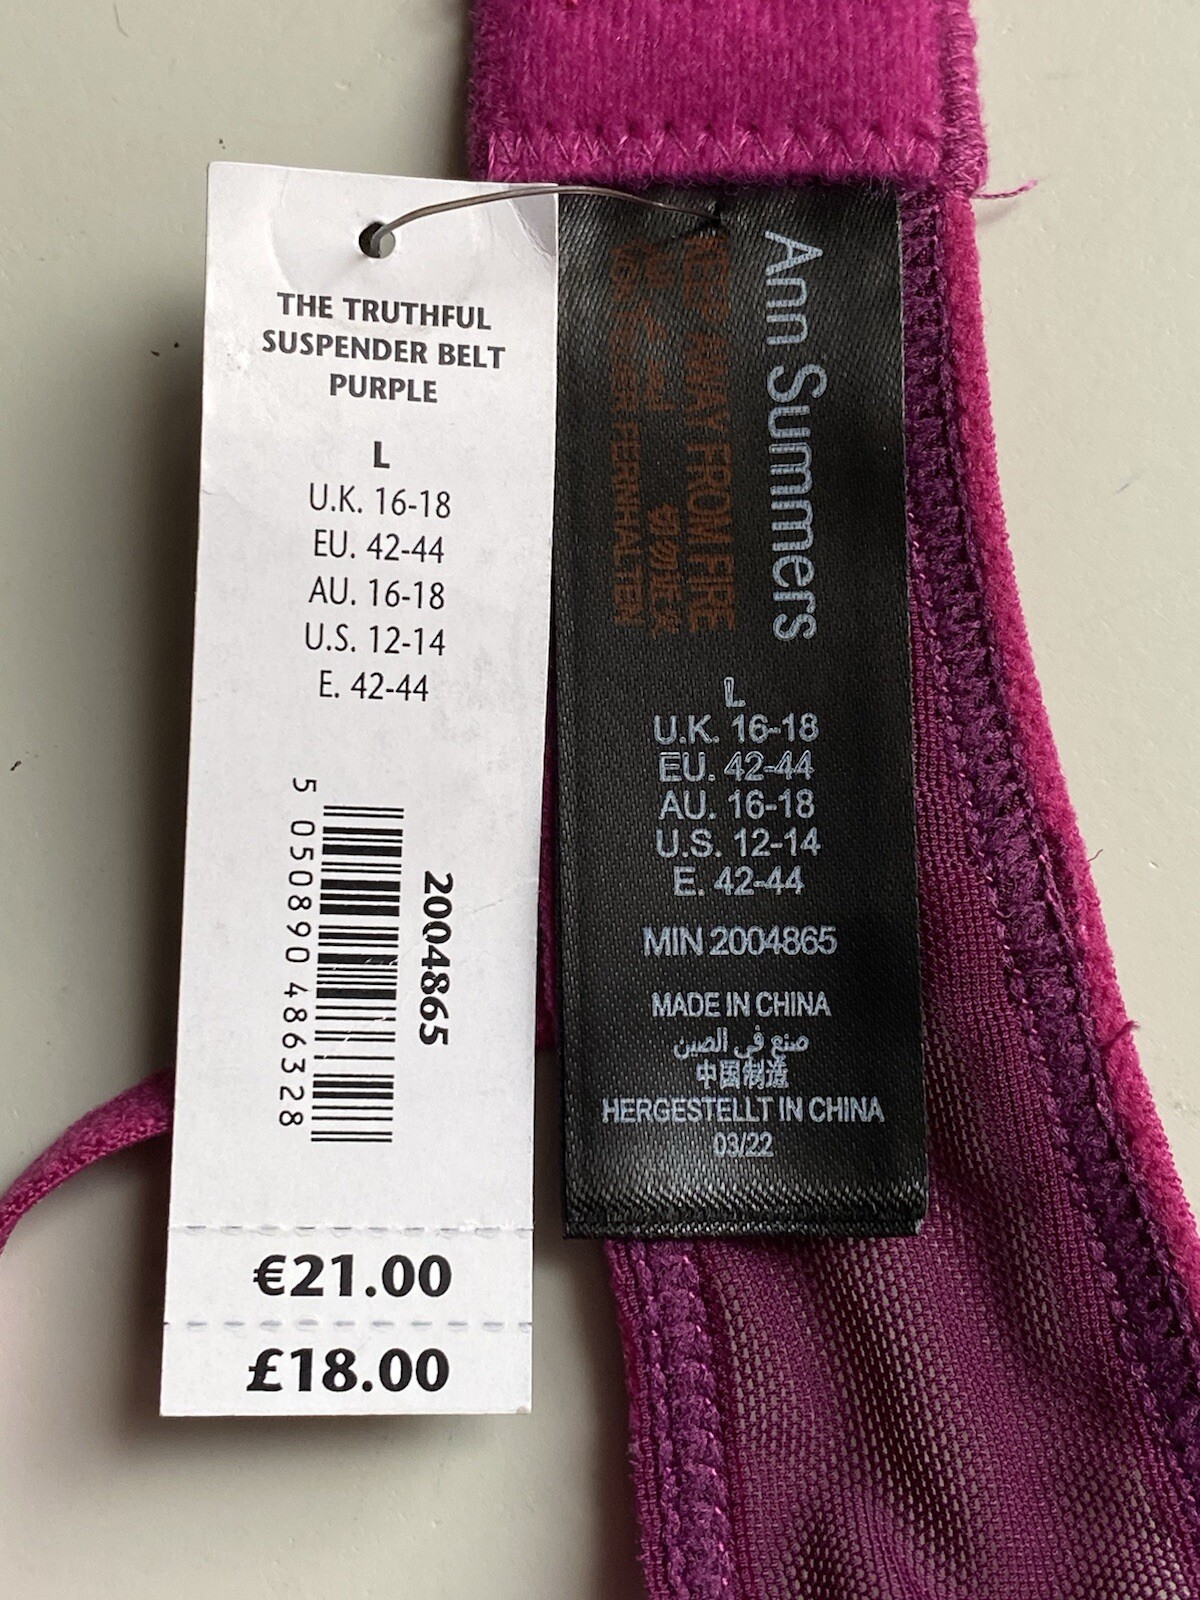 THE TRUTHFUL
SUSPENDER BELT
PURPLE
L
U.K. 16-18
EU. 42-44
AU. 16-18
U.S. 12-14
E. 42-44
5 050890 486328
2004865
€21.00
£18.00
Ann Summers
KEEP AWAY FROM FIRE
FERNHALTEN
L
U.K. 16-18
EU. 42-44
AU. 16-18
U.S. 12-14
E. 42-44
MIN 2004865
MADE IN CHINA
صنع في الصين
中国制造
HERGESTELLT IN CHINA
03/22